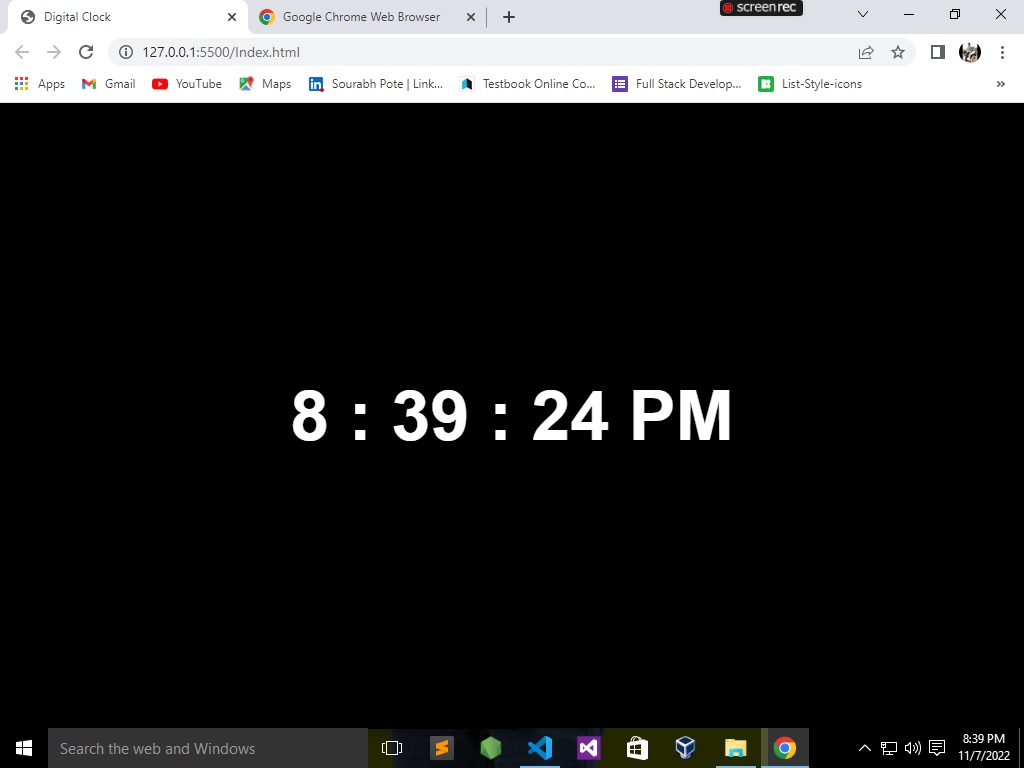 Digital Clock
Google Chrome Web Browser
screenrec
127.0.0.1:5500/Index.html
Apps
Gmail
YouTube
Maps
Sourabh Pote | Link...
Testbook Online Co...
Full Stack Develop...
List-Style-icons
»
8 : 39 : 24 PM
Search the web and Windows
8:39 PM
11/7/2022